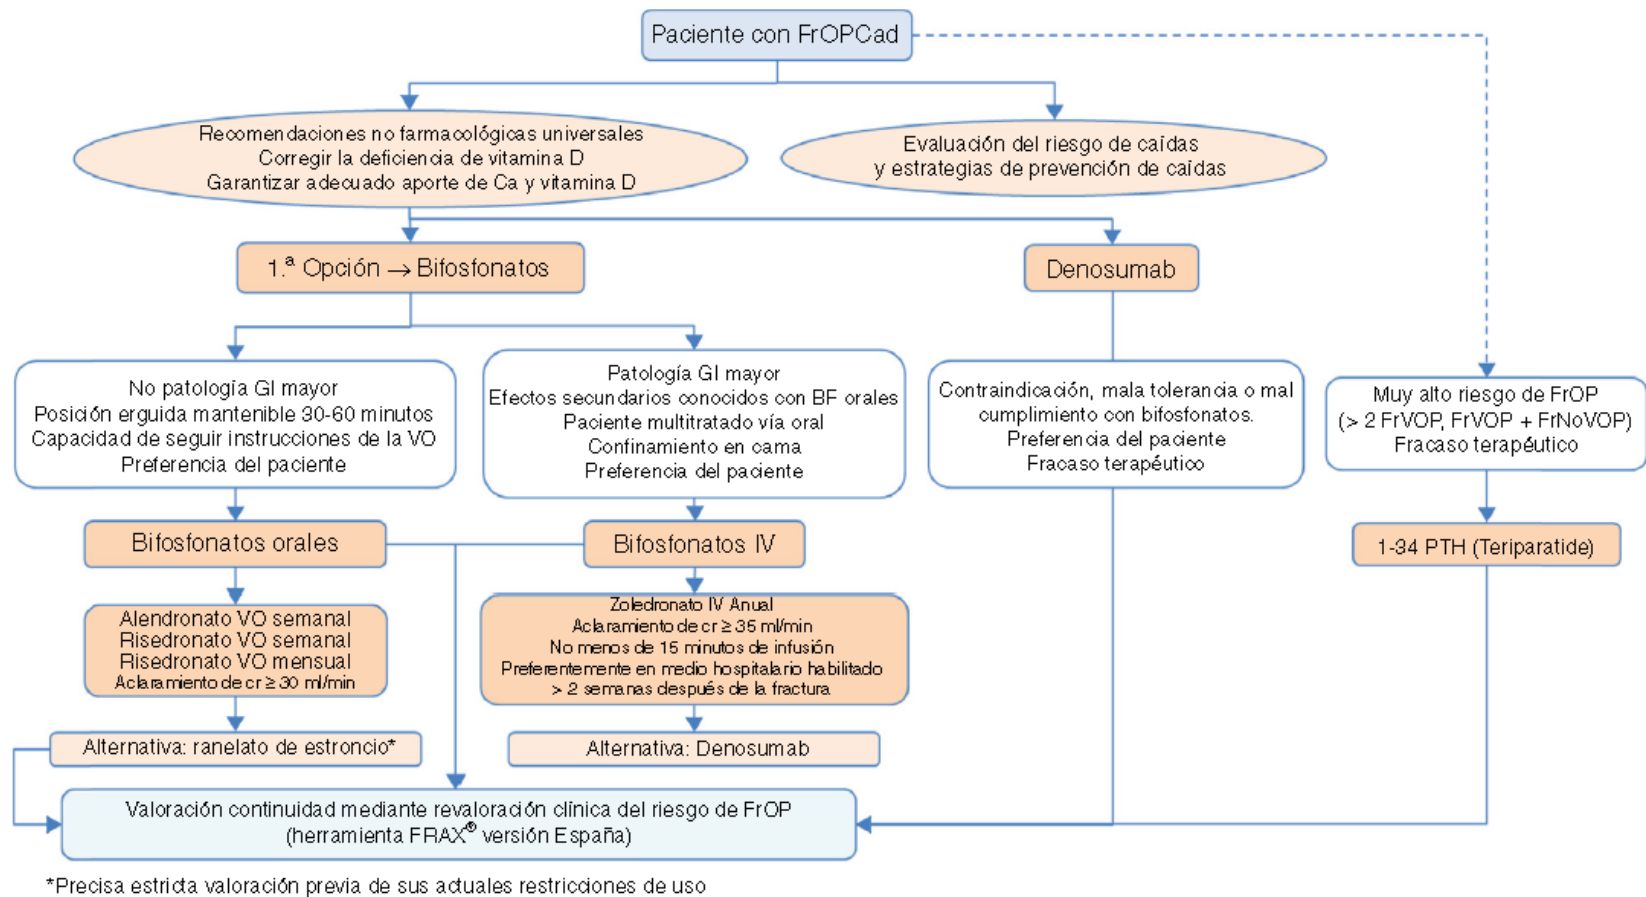 Paciente con FrOPCad
Recomendaciones no farmacológicas universales
Corregir la deficiencia de vitamina D
Garantizar adecuado aporte de Ca y vitamina D
Evaluación del riesgo de caídas
y estrategias de prevención de caídas
1.ª Opción → Bifosfonatos
Denosumab
No patología GI mayor
Posición erguida mantenible 30-60 minutos
Capacidad de seguir instrucciones de la VO
Preferencia del paciente
Patología GI mayor
Efectos secundarios conocidos con BF orales
Paciente multitratado vía oral
Confinamiento en cama
Preferencia del paciente
Contraindicación, mala tolerancia o mal
cumplimiento con bifosfonatos.
Preferencia del paciente
Fracaso terapéutico
Muy alto riesgo de FrOP
(> 2 FrVOP, FrVOP + FrNoVOP)
Fracaso terapéutico
Bifosfonatos orales
Bifosfonatos IV
1-34 PTH (Teriparatide)
Alendronato VO semanal
Risedronato VO semanal
Risedronato VO mensual
Aclaramiento de cr ≥ 30 ml/min
Zoledronato IV Anual
Aclaramiento de cr ≥ 35 ml/min
No menos de 15 minutos de infusión
Preferentemente en medio hospitalario habilitado
> 2 semanas después de la fractura
Alternativa: ranelato de estroncio*
Alternativa: Denosumab
Valoración continuidad mediante revaloración clínica del riesgo de FrOP
(herramienta FRAX® versión España)
*Precisa estricta valoración previa de sus actuales restricciones de uso